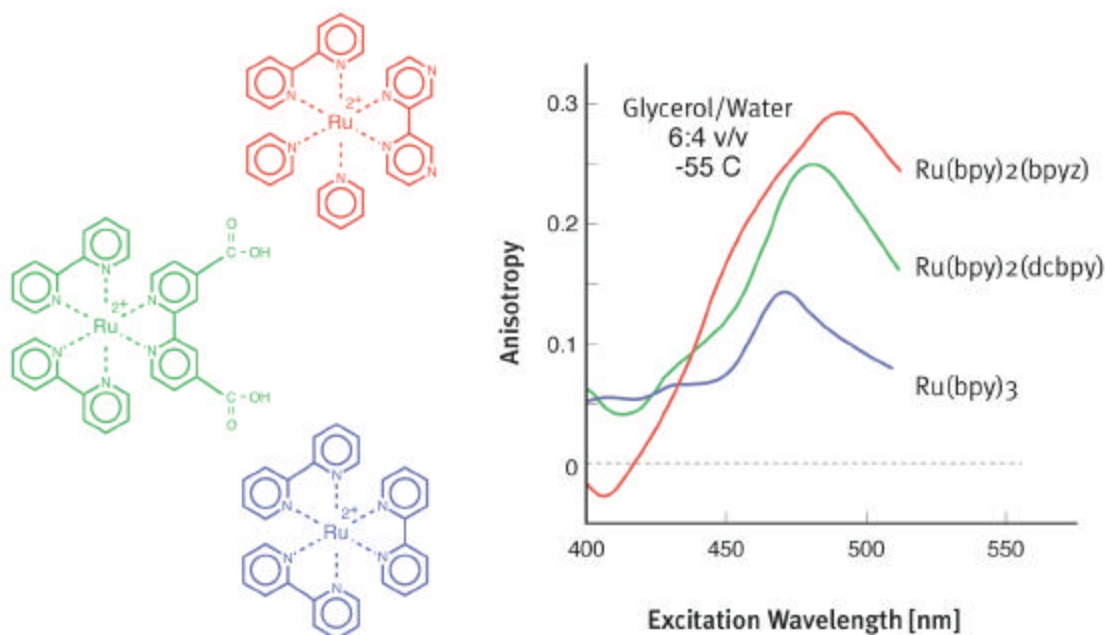 N
N
N
N
N
N
N
N
2+
Ru
O
C
OH
N
N
N
N
N
N
2+
Ru
C
OH
O
N
N
N
N
N
N
2+
Ru
Glycerol/Water
6:4 v/v
-55 C
0.3
0.2
0.1
0
Anisotropy
Ru(bpy)2(bpyz)
Ru(bpy)2(dcbpy)
Ru(bpy)3
400
450
500
550
Excitation Wavelength [nm]